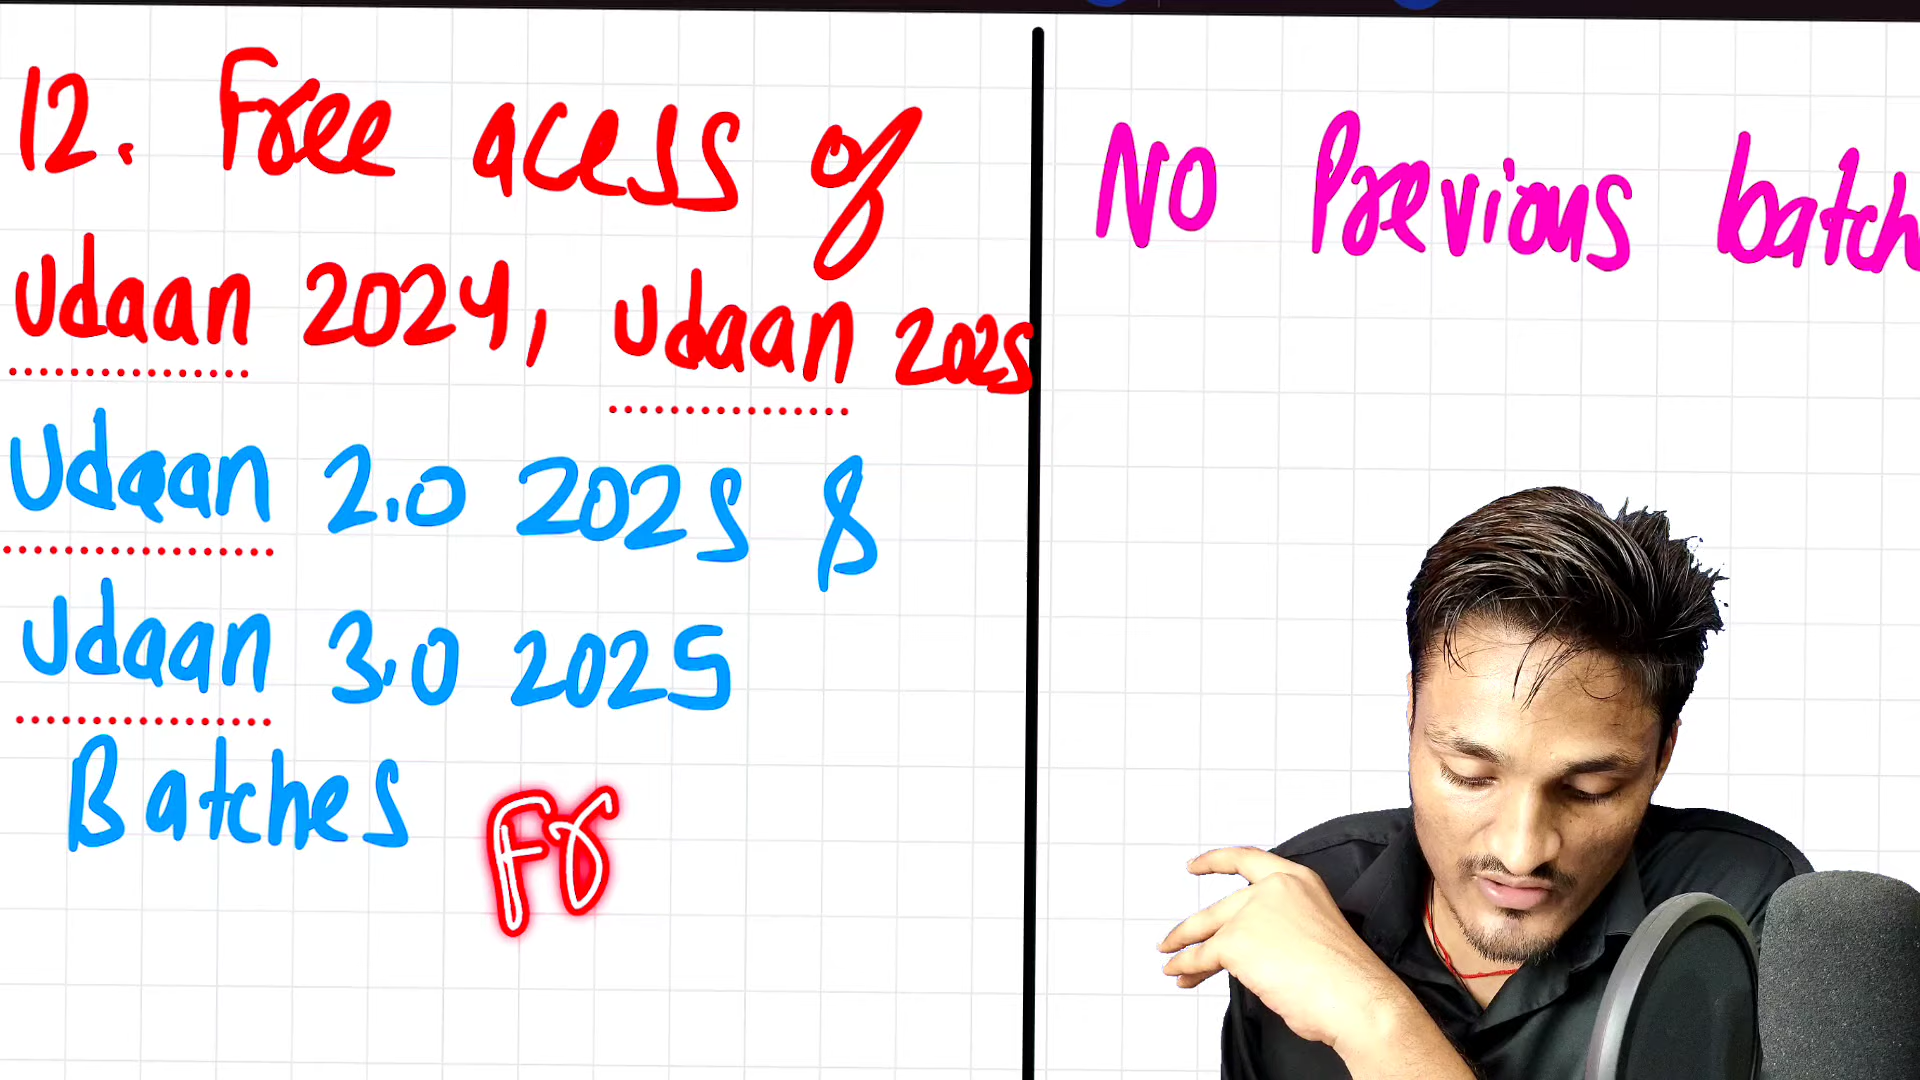 12. Free acess of
Udaan 2024, Udaan 2025
Udaan 2.0 2025 &
Udaan 3.0 2025
Batches Fr
NO Previous batch